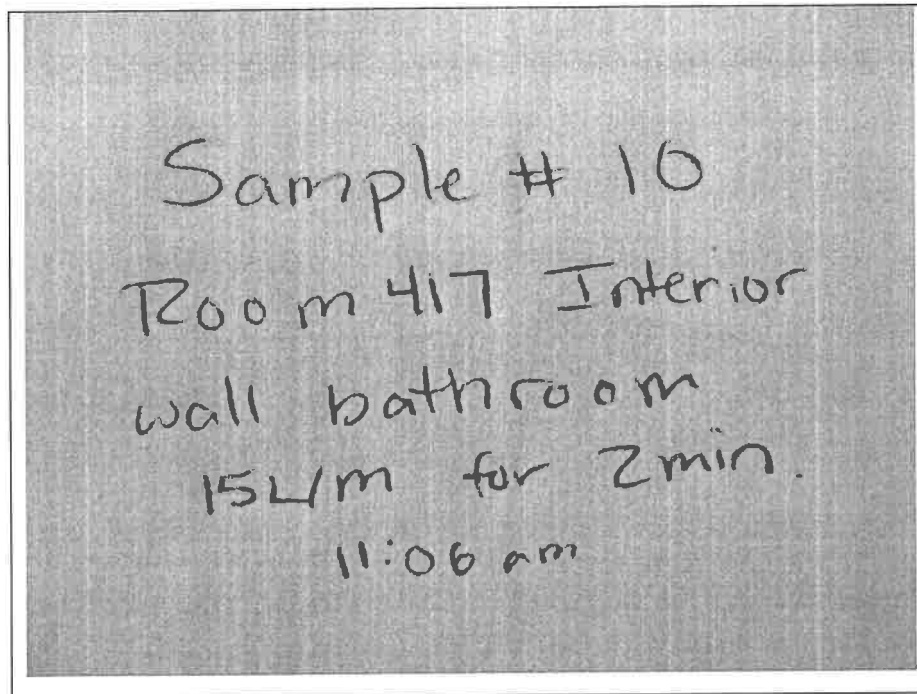 Sample # 10
Room 417 Interior
wall bathroom
15L/m for 2min.
11:06 am